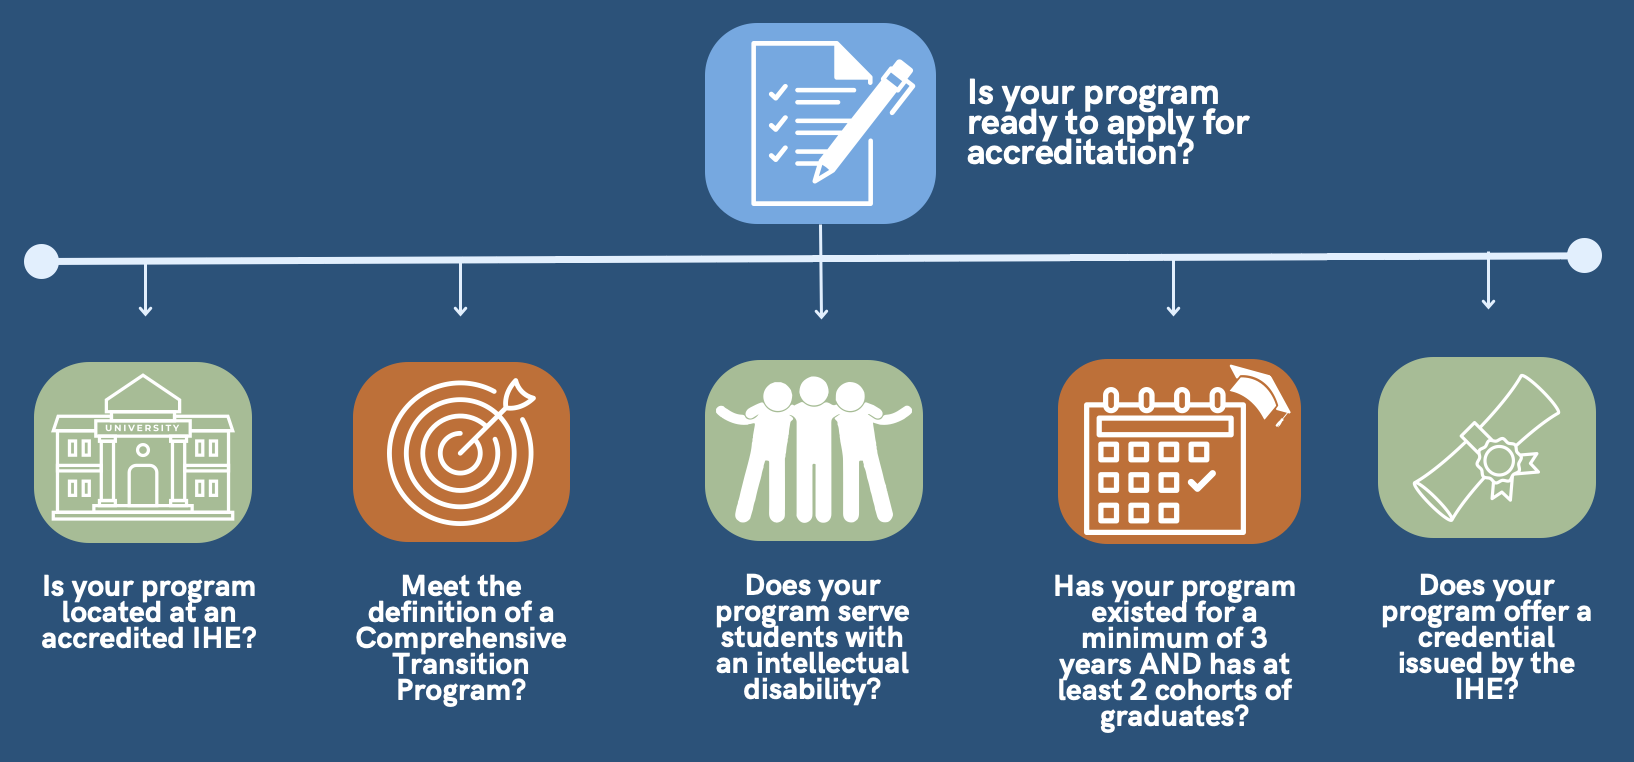 Is your program
ready to apply for
accreditation?
UNIVERSITY
Is your program
located at an
accredited IHE?
Meet the
definition of a
Comprehensive
Transition
Program?
Does your
program serve
students with
an intellectual
disability?
Has your program
existed for a
minimum of 3
years AND has at
least 2 cohorts of
graduates?
Does your
program offer a
credential
issued by the
IHE?